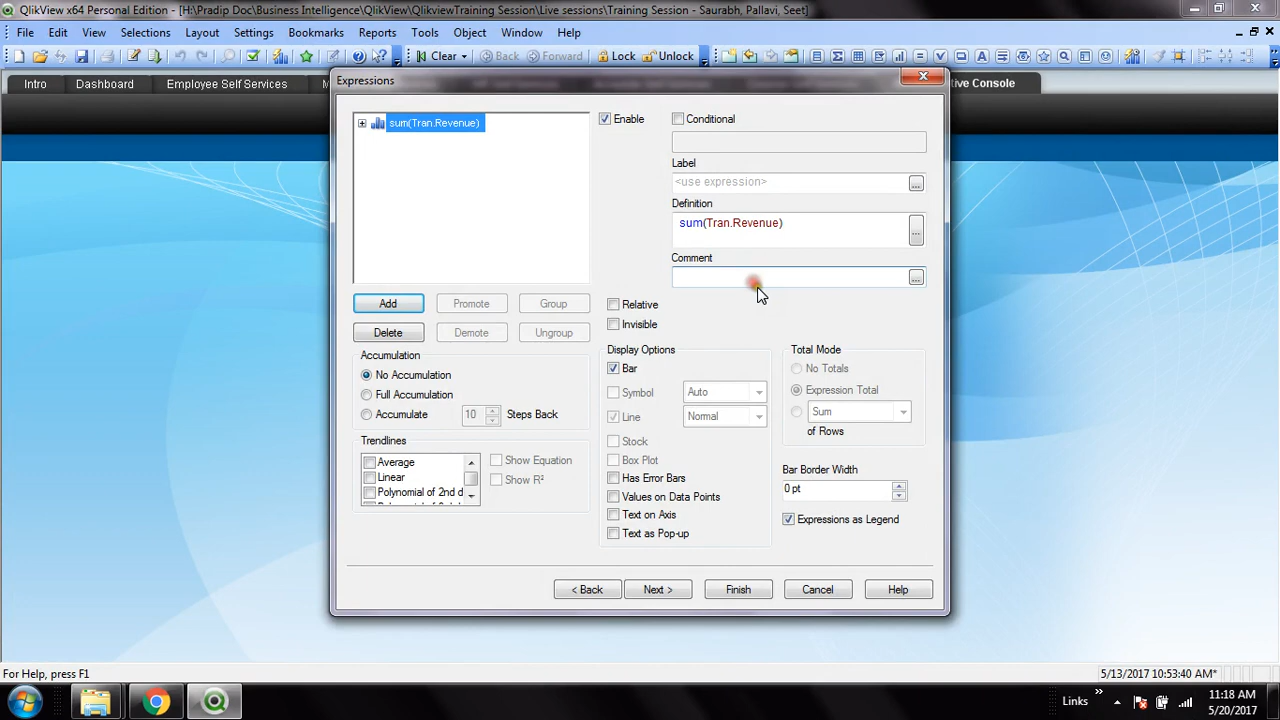 QlikView x64 Personal Edition - [H:\Pradip Doc\Business Intelligence\QlikView\QlikviewTraining Session\Live sessions\Training Session - Saurabh, Pallavi, Seet]
File Edit View Selections Layout Settings Bookmarks Reports Tools Object Window Help
Clear Back Forward Lock Unlock
Intro Dashboard Employee Self Services tive Console
Expressions
sum(Tran.Revenue)
Enable
Conditional
Label
<use expression>
...
Definition
sum(Tran.Revenue)
...
Comment
...
Add Promote Group
Delete Demote Ungroup
Relative
Invisible
Accumulation
No Accumulation
Full Accumulation
Accumulate 10 Steps Back
Trendlines
Average
Linear
Polynomial of 2nd d
Show Equation
Show R²
Display Options
Bar
Symbol Auto
Line Normal
Stock
Box Plot
Has Error Bars
Values on Data Points
Text on Axis
Text as Pop-up
Total Mode
No Totals
Expression Total
Sum
of Rows
Bar Border Width
0 pt
Expressions as Legend
< Back Next > Finish Cancel Help
For Help, press F1
5/13/2017 10:53:40 AM*
Links »
11:18 AM
5/20/2017